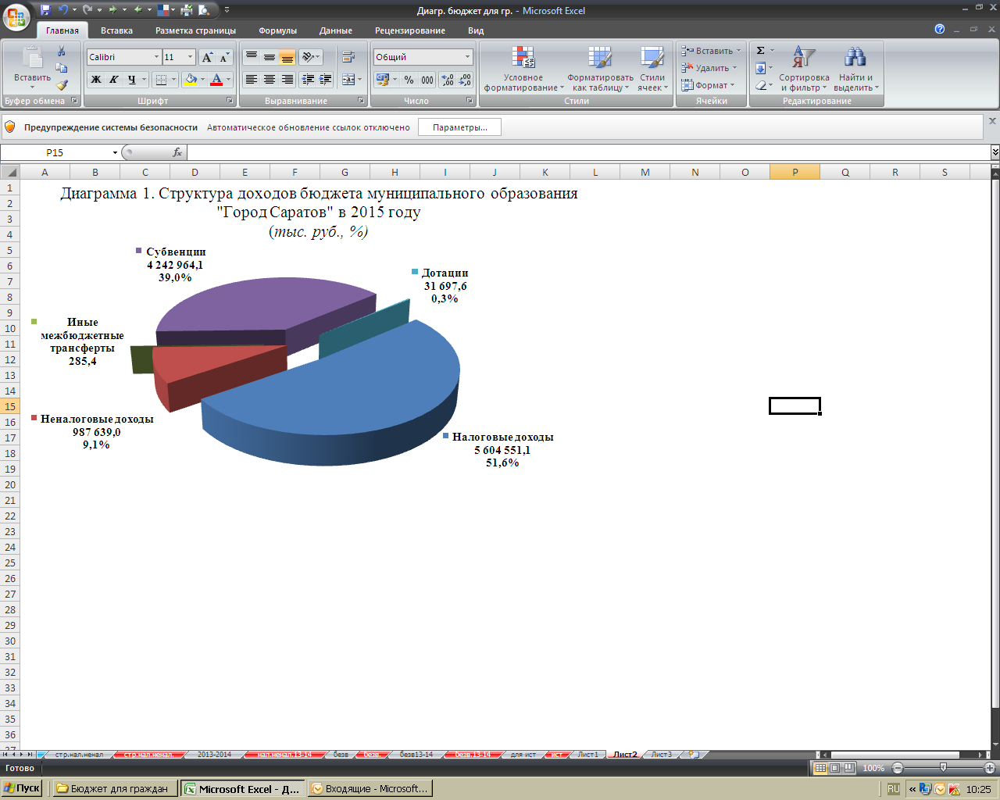 Диагр. бюджет для гр. - Microsoft Excel
Главная Вставка Разметка страницы Формулы Данные Рецензирование Вид
Вставить
Буфер обмена
Calibri 11
Ж К Ч
Шрифт
Выравнивание
Общий
% 000
Число
Условное форматирование
Форматировать как таблицу
Стили ячеек
Стили
Вставить
Удалить
Формат
Ячейки
Сортировка и фильтр
Найти и выделить
Редактирование
Предупреждение системы безопасности Автоматическое обновление ссылок отключено Параметры...
P15 fx
A B C D E F G H I J K L M N O P Q R S
1
2
3
4
5
6
7
8
9
10
11
12
13
14
15
16
17
18
19
20
21
22
23
24
25
26
27
28
29
30
31
32
33
34
35
36
37
Диаграмма 1. Структура доходов бюджета муниципального образования
"Город Саратов" в 2015 году
(тыс. руб., %)
Субвенции
4 242 964,1
39,0%
Дотации
31 697,6
0,3%
Иные
межбюджетные
трансферты
285,4
Неналоговые доходы
987 639,0
9,1%
Налоговые доходы
5 604 551,1
51,6%
стр.нал.ненал стр.нал.ненал. 2013-2014 нал.ненал.13-14 безв безв. безв13-14 безв.13-14 для ист ист Лист1 Лист2 Лист3
Готово 100%
Пуск Бюджет для граждан Microsoft Excel - Д... Входящие - Microsoft... RU « 10:25